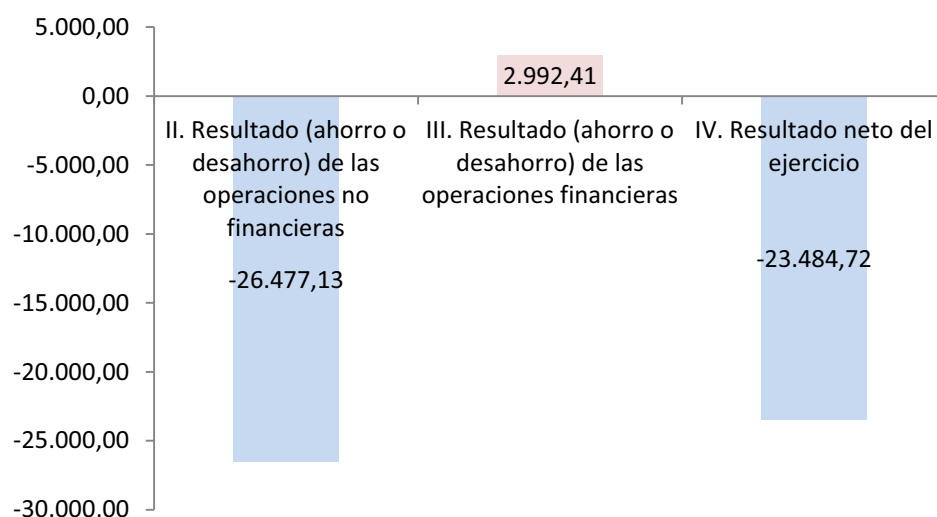 5.000,00
0,00
-5.000,00
-10.000,00
-15.000,00
-20.000,00
-25.000,00
-30.000,00
2.992,41
II. Resultado (ahorro o
desahorro) de las
operaciones no
financieras
-26.477,13
III. Resultado (ahorro o
desahorro) de las
operaciones financieras
IV. Resultado neto del
ejercicio
-23.484,72